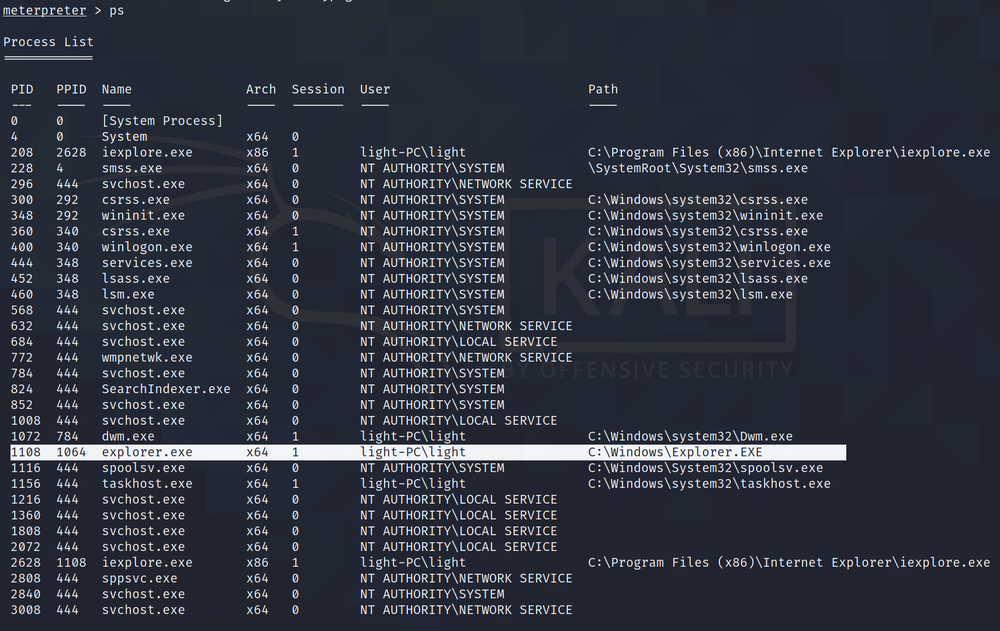 meterpreter > ps
Process List
PID PPID Name Arch Session User Path
--- ---- ---- ---- ------- ---- ----
0 0 [System Process]
4 0 System x64 0
208 2628 iexplore.exe x86 1 light-PC\light C:\Program Files (x86)\Internet Explorer\iexplore.exe
228 4 smss.exe x64 0 NT AUTHORITY\SYSTEM \SystemRoot\System32\smss.exe
296 444 svchost.exe x64 0 NT AUTHORITY\NETWORK SERVICE
300 292 csrss.exe x64 0 NT AUTHORITY\SYSTEM C:\Windows\system32\csrss.exe
348 292 wininit.exe x64 0 NT AUTHORITY\SYSTEM C:\Windows\system32\wininit.exe
360 340 csrss.exe x64 1 NT AUTHORITY\SYSTEM C:\Windows\system32\csrss.exe
400 340 winlogon.exe x64 1 NT AUTHORITY\SYSTEM C:\Windows\system32\winlogon.exe
444 348 services.exe x64 0 NT AUTHORITY\SYSTEM C:\Windows\system32\services.exe
452 348 lsass.exe x64 0 NT AUTHORITY\SYSTEM C:\Windows\system32\lsass.exe
460 348 lsm.exe x64 0 NT AUTHORITY\SYSTEM C:\Windows\system32\lsm.exe
568 444 svchost.exe x64 0 NT AUTHORITY\SYSTEM
632 444 svchost.exe x64 0 NT AUTHORITY\NETWORK SERVICE
684 444 svchost.exe x64 0 NT AUTHORITY\LOCAL SERVICE
772 444 wmpnetwk.exe x64 0 NT AUTHORITY\NETWORK SERVICE
784 444 svchost.exe x64 0 NT AUTHORITY\SYSTEM
824 444 SearchIndexer.exe x64 0 NT AUTHORITY\SYSTEM
852 444 svchost.exe x64 0 NT AUTHORITY\SYSTEM
1008 444 svchost.exe x64 0 NT AUTHORITY\LOCAL SERVICE
1072 784 dwm.exe x64 1 light-PC\light C:\Windows\system32\Dwm.exe
1108 1064 explorer.exe x64 1 light-PC\light C:\Windows\Explorer.EXE
1116 444 spoolsv.exe x64 0 NT AUTHORITY\SYSTEM C:\Windows\System32\spoolsv.exe
1156 444 taskhost.exe x64 1 light-PC\light C:\Windows\system32\taskhost.exe
1216 444 svchost.exe x64 0 NT AUTHORITY\LOCAL SERVICE
1360 444 svchost.exe x64 0 NT AUTHORITY\LOCAL SERVICE
1808 444 svchost.exe x64 0 NT AUTHORITY\LOCAL SERVICE
2072 444 svchost.exe x64 0 NT AUTHORITY\LOCAL SERVICE
2628 1108 iexplore.exe x86 1 light-PC\light C:\Program Files (x86)\Internet Explorer\iexplore.exe
2808 444 sppsvc.exe x64 0 NT AUTHORITY\NETWORK SERVICE
2840 444 svchost.exe x64 0 NT AUTHORITY\SYSTEM
3008 444 svchost.exe x64 0 NT AUTHORITY\NETWORK SERVICE
KALI
BY OFFENSIVE SECURITY